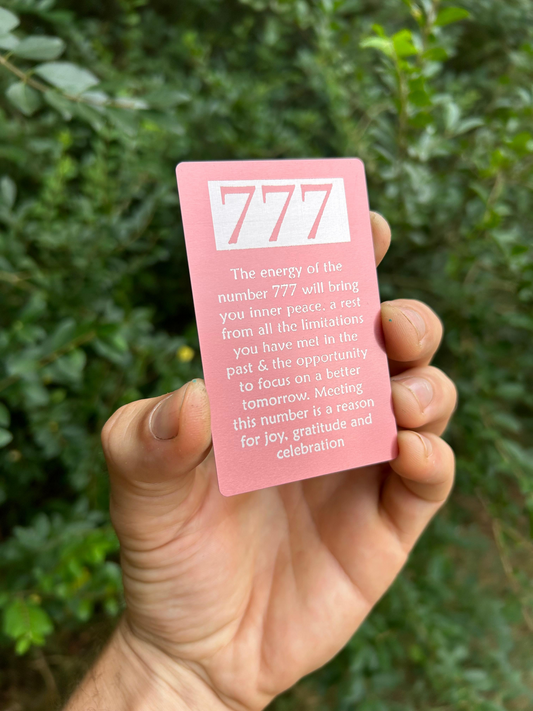 777
The energy of the
number 777 will bring
you inner peace, a rest
from all the limitations
you have met in the
past & the opportunity
to focus on a better
tomorrow. Meeting
this number is a reason
for joy, gratitude and
celebration